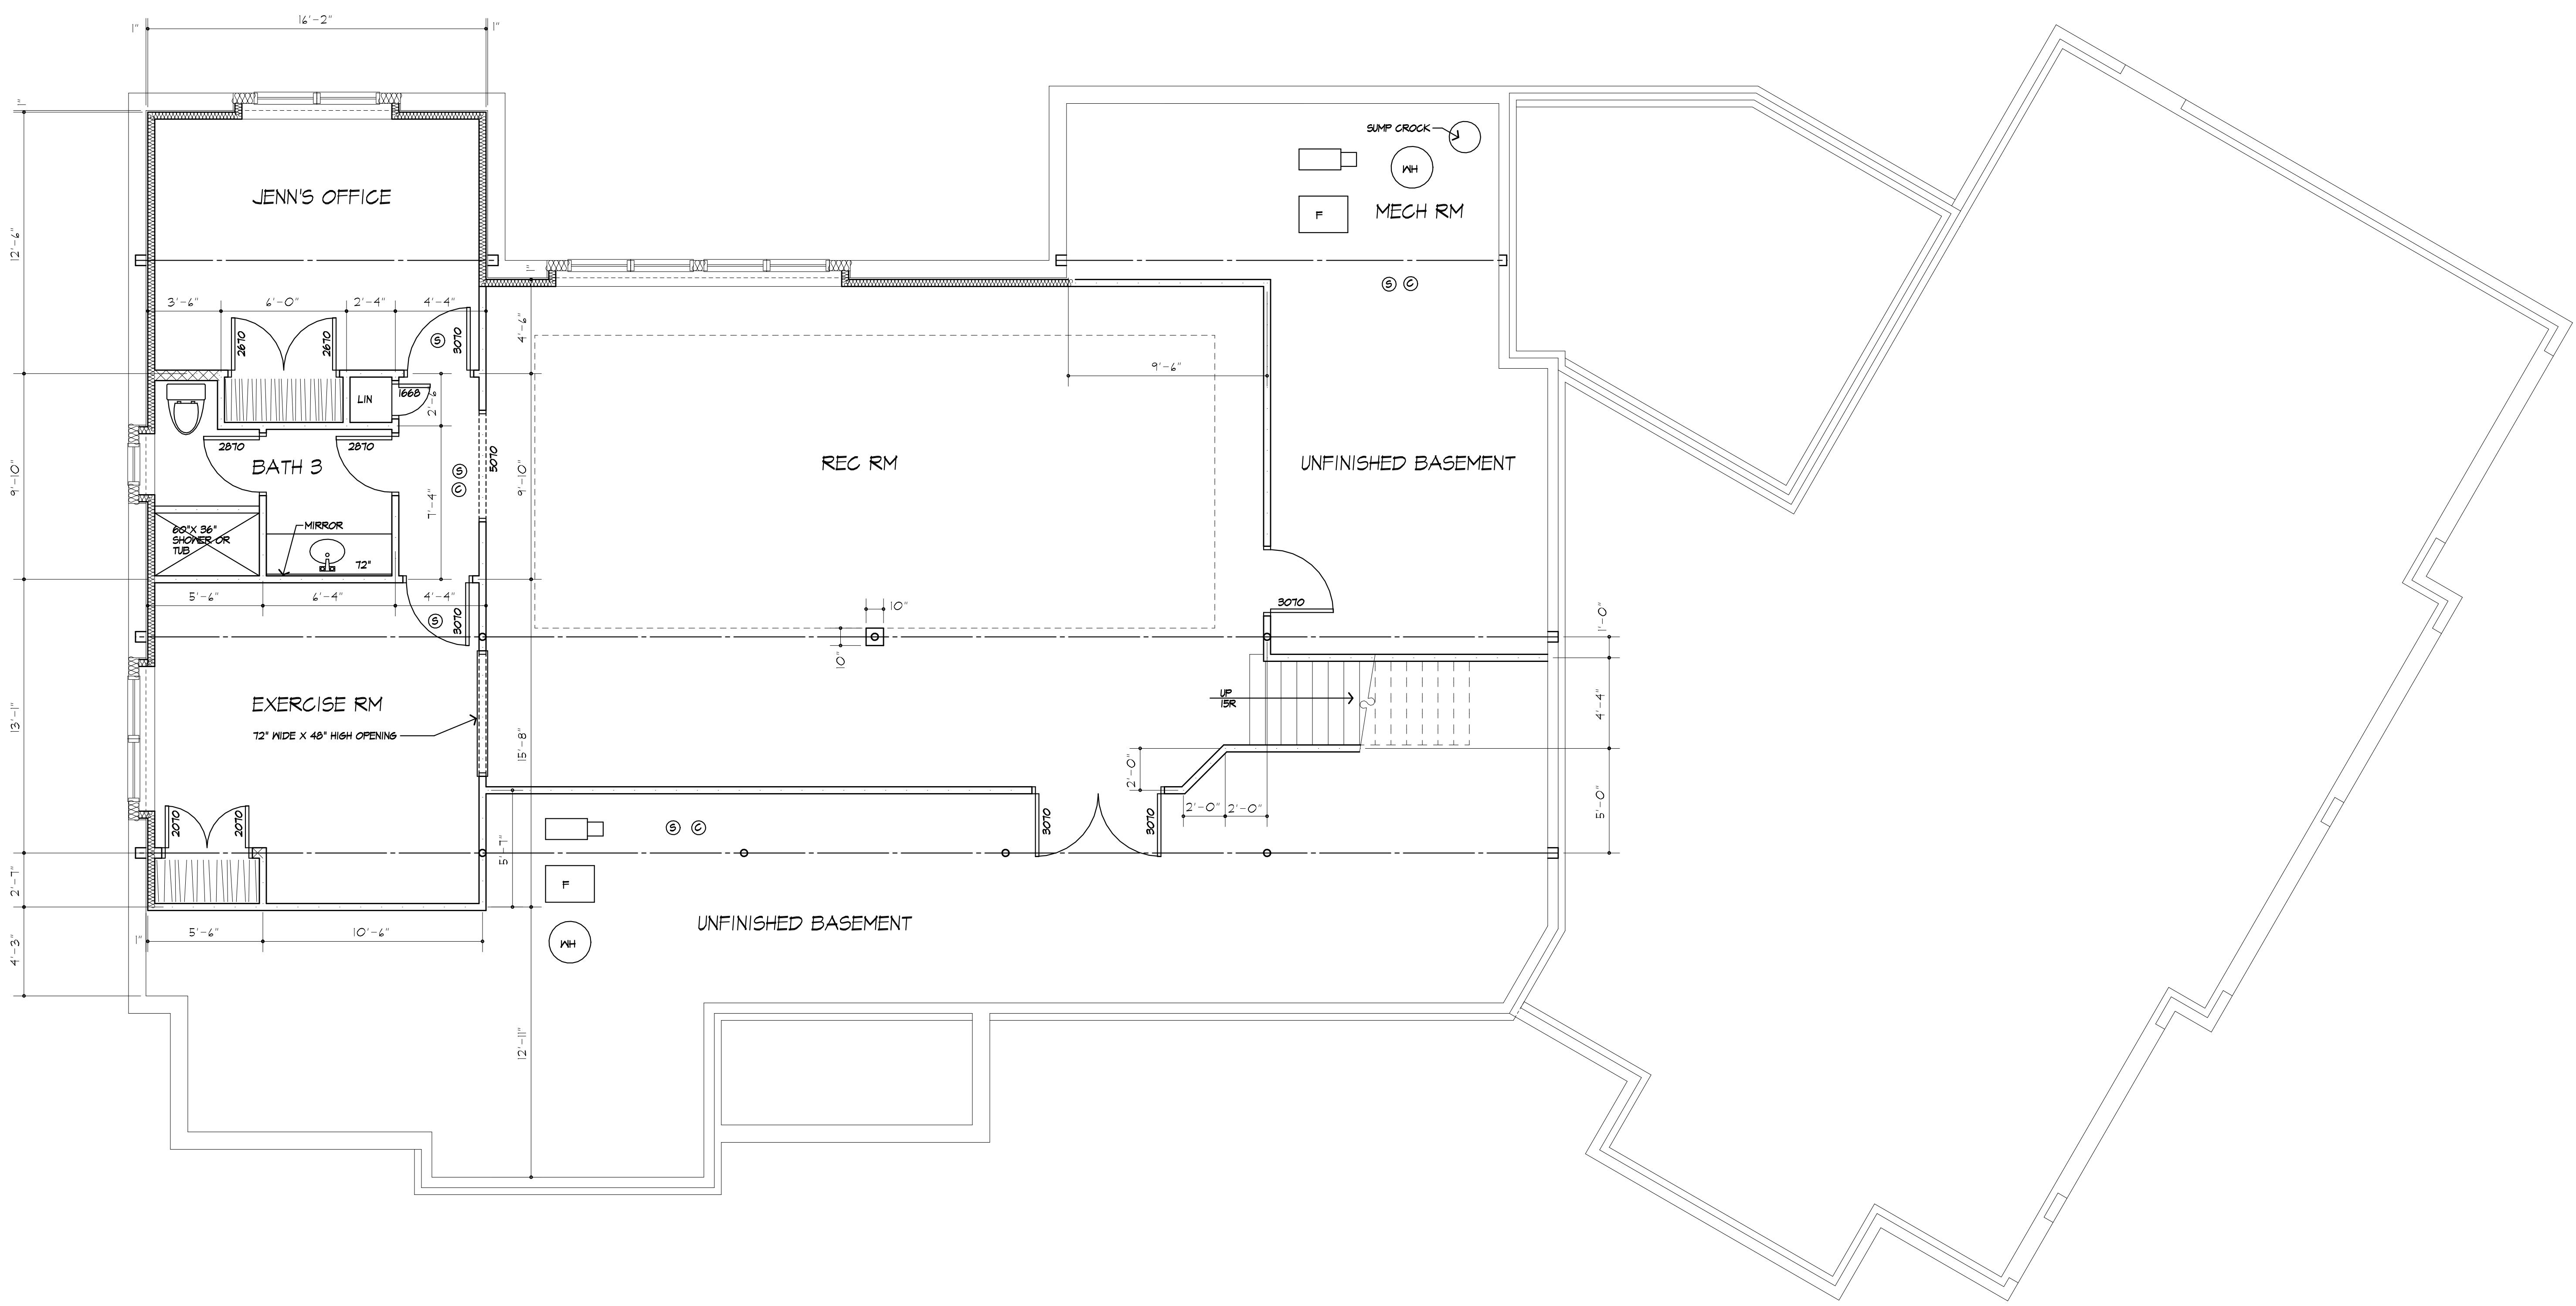 16'-2"
1"
1"
1"
SUMP CROCK
WH
JENN'S OFFICE
F
MECH RM
12'-6"
1"
S C
3'-6"
6'-0"
2'-4"
4'-4"
2670
2670
S
3070
4'-6"
9'-6"
LIN
1668
2'-6"
2870
2870
BATH 3
5070
REC RM
UNFINISHED BASEMENT
9'-10"
S
C
7'-4"
9'-10"
MIRROR
60"X 36"
SHOWER OR
TUB
72"
5'-6"
6'-4"
4'-4"
3070
10"
3070
S
1'-0"
10"
EXERCISE RM
UP
15R
4'-4"
13'-1"
72" WIDE X 48" HIGH OPENING
15'-8"
2'-0"
2'-0"
2'-0"
5'-0"
2070
2070
S C
3070
3070
5'-7"
2'-7"
F
UNFINISHED BASEMENT
1"
5'-6"
10'-6"
WH
4'-3"
12'-11"